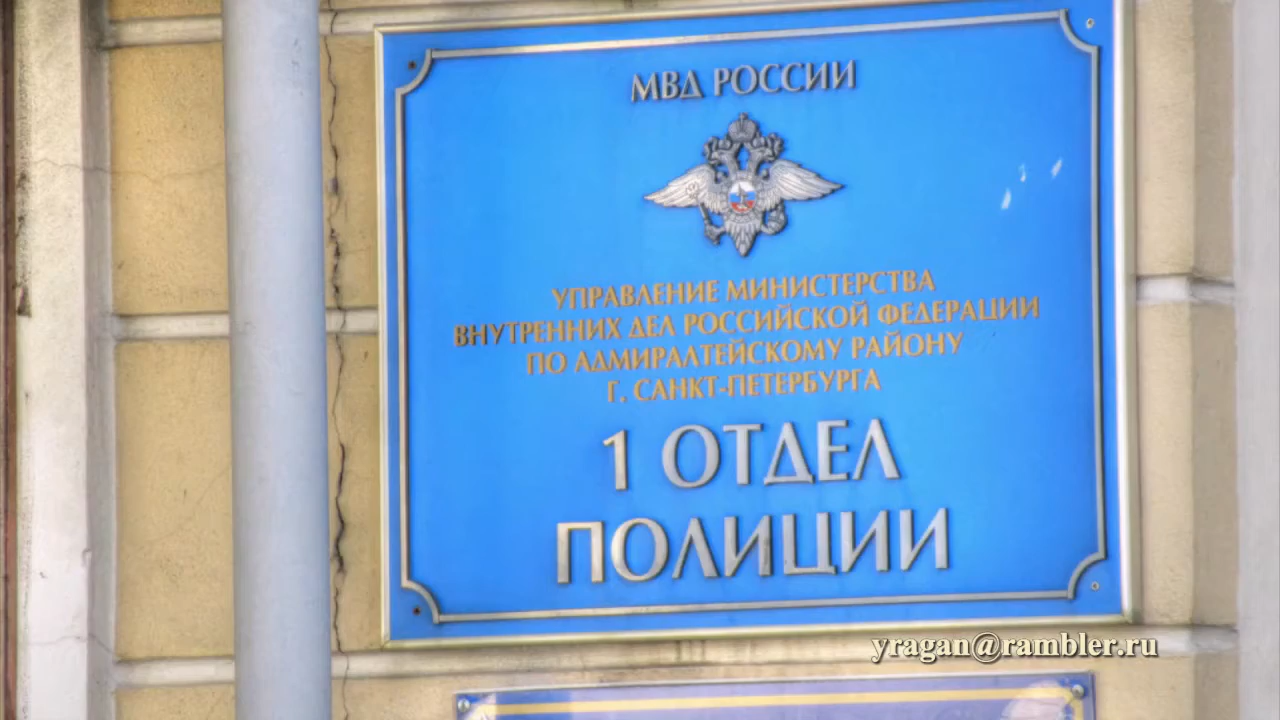 МВД РОССИИ
УПРАВЛЕНИЕ МИНИСТЕРСТВА
ВНУТРЕННИХ ДЕЛ РОССИЙСКОЙ ФЕДЕРАЦИИ
ПО АДМИРАЛТЕЙСКОМУ РАЙОНУ
Г. САНКТ-ПЕТЕРБУРГА
1 ОТДЕЛ
ПОЛИЦИИ
yragan@rambler.ru